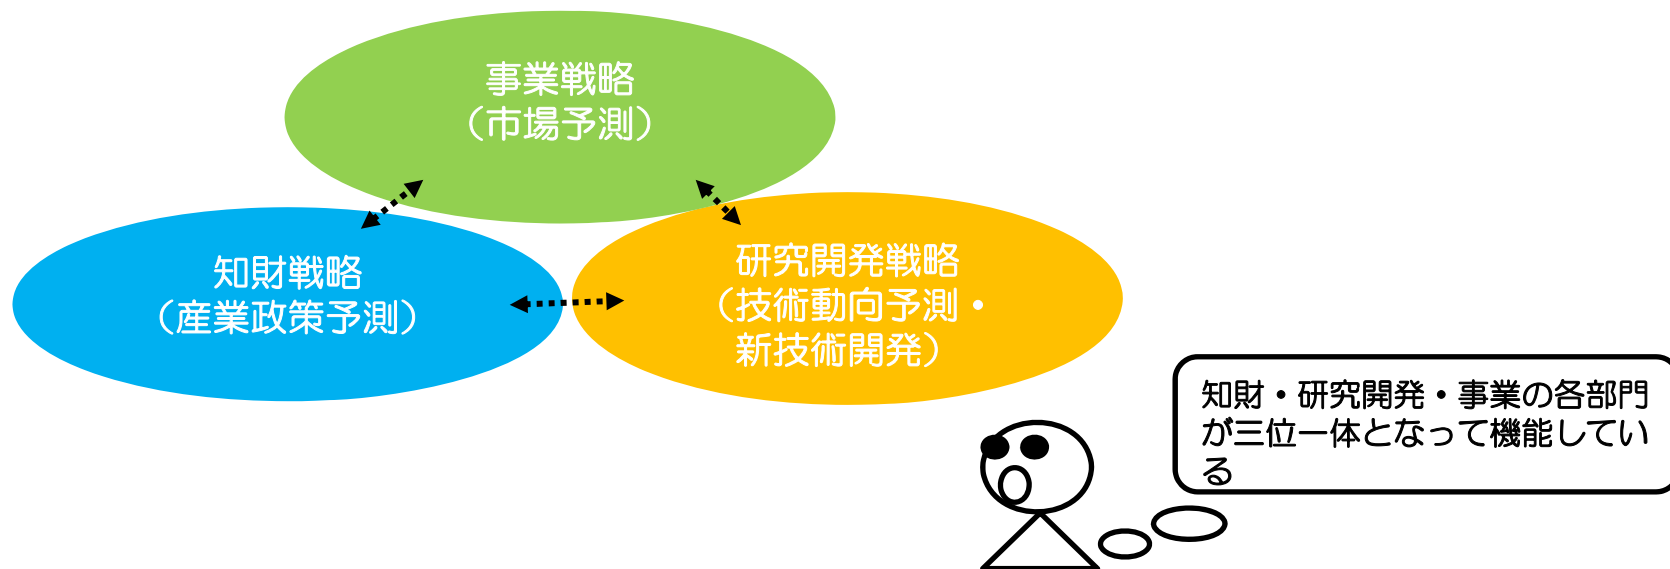 事業戦略
（市場予測）
知財戦略
（産業政策予測）
研究開発戦略
（技術動向予測・
新技術開発）
知財・研究開発・事業の各部門
が三位一体となって機能してい
る